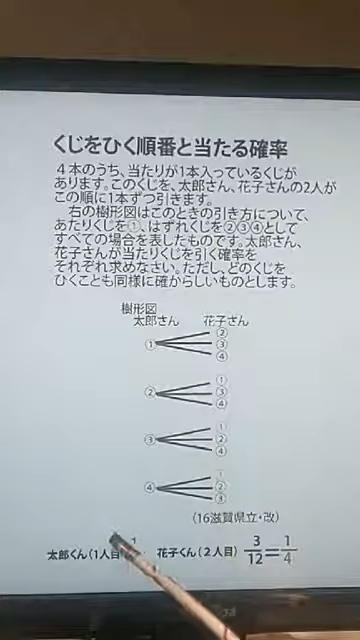 くじをひく順番と当たる確率
4本のうち、当たりが1本入っているくじが
あります。このくじを、太郎さん、花子さんの2人が
この順に1本ずつ引きます。
右の樹形図はこのときの引き方について、
あたりくじを①、はずれくじを②③④として
すべての場合を表したものです。太郎さん、
花子さんが当たりくじを引く確率を
それぞれ求めなさい。ただし、どのくじを
ひくことも同様に確からしいものとします。
樹形図
太郎さん 花子さん
②
① ③
④
①
② ③
④
①
③ ②
④
①
④ ②
③
(16滋賀県立・改)
太郎くん(1人目 花子くん(2人目) 3/12=1/4